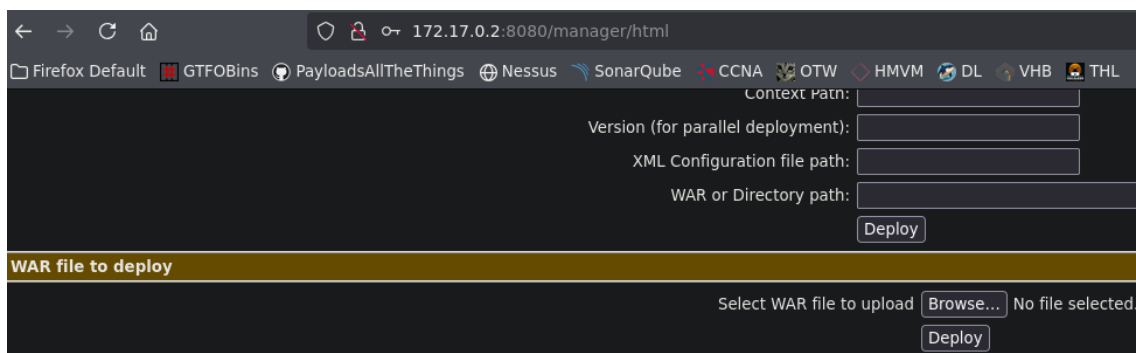 172.17.0.2:8080/manager/html
Firefox Default GTFOBins PayloadsAllTheThings Nessus SonarQube CCNA OTW HMVM DL VHB THL
Context Path:
Version (for parallel deployment):
XML Configuration file path:
WAR or Directory path:
Deploy
WAR file to deploy
Select WAR file to upload Browse... No file selected.
Deploy